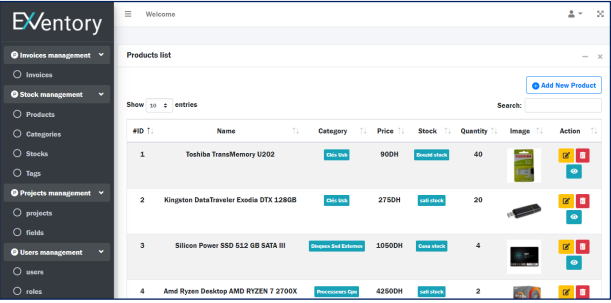 EXVentory
Welcome
Invoices management
Invoices
Stock management
Products
Categories
Stocks
Tags
Projects management
projects
fields
Users management
users
roles
Products list
Add New Product
Show 10 entries
Search:
#ID Name Category Price Stock Quantity Image Action
1 Toshiba TransMemory U202 Clés Usb 90DH stock 40
2 Kingston DataTraveler Exodia DTX 128GB Clés Usb 275DH safi stock 20
3 Silicon Power SSD 512 GB SATA III Disques Ssd Externes 1050DH Casa stock 4
4 Amd Ryzen Desktop AMD RYZEN 7 2700X Processeurs Cpu 4250DH safi stock 2